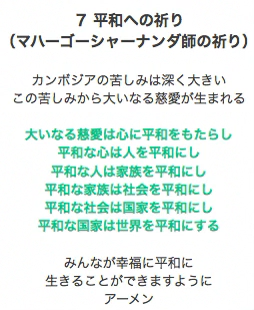 7 平和への祈り
（マハーゴーシャーナンダ師の祈り）
カンボジアの苦しみは深く大きい
この苦しみから大いなる慈愛が生まれる
大いなる慈愛は心に平和をもたらし
平和な心は人を平和にし
平和な人は家族を平和にし
平和な家族は社会を平和にし
平和な社会は国家を平和にし
平和な国家は世界を平和にする
みんなが幸福に平和に
生きることができますように
アーメン